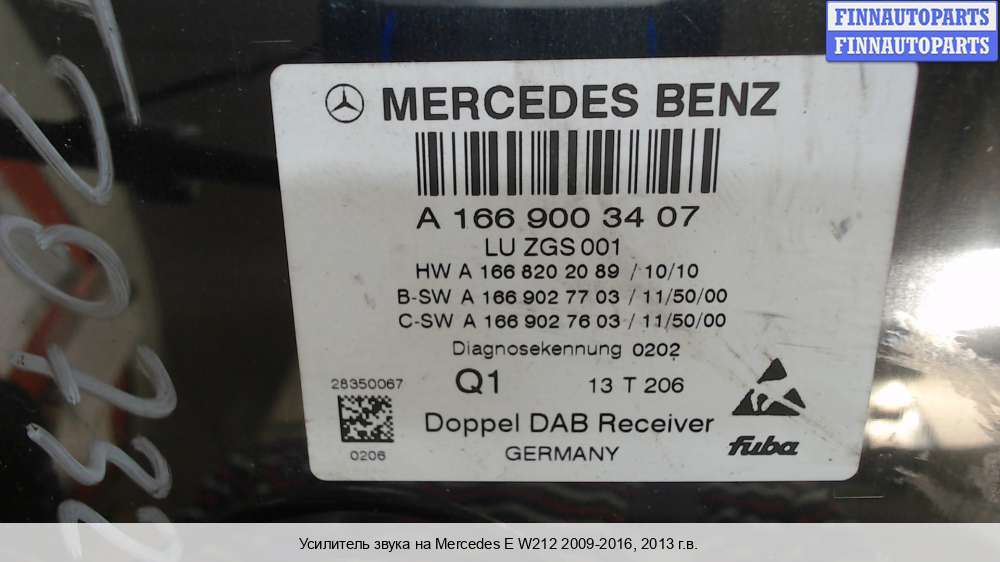 FINNAUTOPARTS
FINNAUTOPARTS
MERCEDES BENZ
A 166 900 34 07
LU ZGS 001
HW A 166 820 20 89 / 10/10
B-SW A 166 902 77 03 / 11/50/00
C-SW A 166 902 76 03 / 11/50/00
Diagnosekennung 0202
28350067 Q1 13 T 206
Doppel DAB Receiver
0206 GERMANY fuba
Усилитель звука на Mercedes E W212 2009-2016, 2013 г.в.